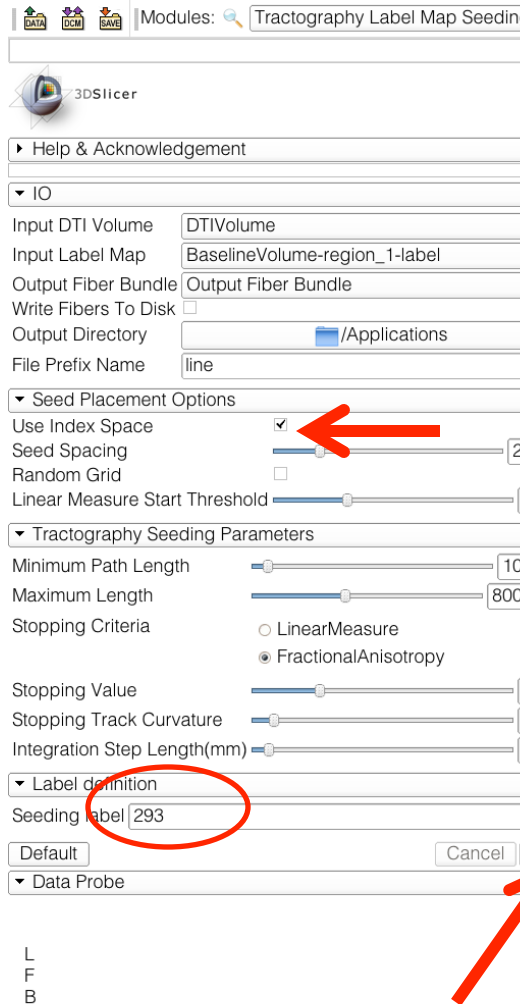 DATA DCM SAVE Modules: Tractography Label Map Seeding
3DSlicer
Help & Acknowledgement
IO
Input DTI Volume DTIVolume
Input Label Map BaselineVolume-region_1-label
Output Fiber Bundle Output Fiber Bundle
Write Fibers To Disk
Output Directory /Applications
File Prefix Name line
Seed Placement Options
Use Index Space
Seed Spacing 2
Random Grid
Linear Measure Start Threshold
Tractography Seeding Parameters
Minimum Path Length 10
Maximum Length 800
Stopping Criteria LinearMeasure
FractionalAnisotropy
Stopping Value
Stopping Track Curvature
Integration Step Length(mm)
Label definition
Seeding label 293
Default Cancel
Data Probe
L
F
B